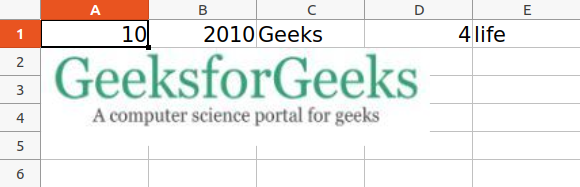 A B C D E
1 10 2010 Geeks 4 life
2
GeeksforGeeks
3
4 A computer science portal for geeks
5
6